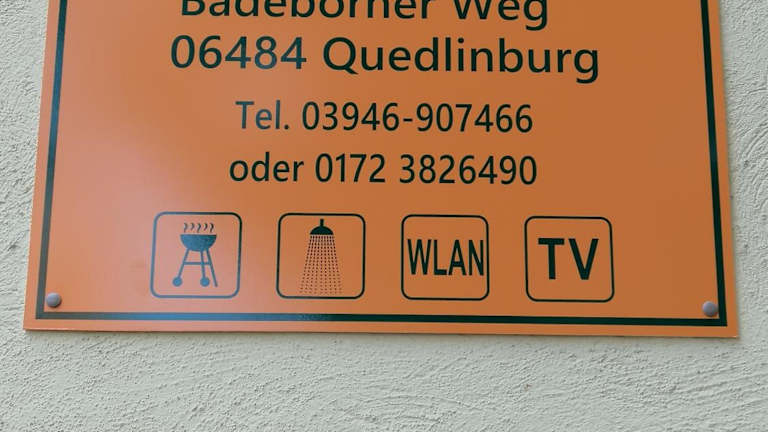 Badeborner Weg
06484 Quedlinburg
Tel. 03946-907466
oder 0172 3826490
WLAN TV